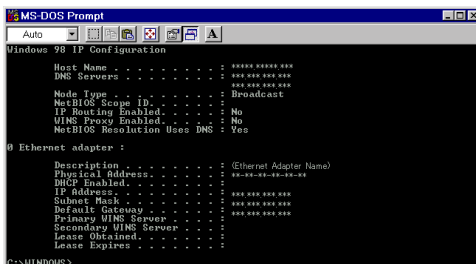 MS-DOS Prompt
Auto A
Windows 98 IP Configuration
Host Name . . . . . . . . . : ***** ***** ***
DNS Servers . . . . . . . . : *** *** *** ***
*** *** *** ***
Node Type . . . . . . . . . : Broadcast
NetBIOS Scope ID. . . . . . :
IP Routing Enabled. . . . . : No
WINS Proxy Enabled. . . . . : No
NetBIOS Resolution Uses DNS : Yes
0 Ethernet adapter :
Description . . . . . . . . : (Ethernet Adapter Name)
Physical Address. . . . . . : **-**-**-**-**-**
DHCP Enabled. . . . . . . . :
IP Address. . . . . . . . . : *** *** *** ***
Subnet Mask . . . . . . . . : *** *** *** ***
Default Gateway . . . . . . : *** *** *** ***
Primary WINS Server . . . . :
Secondary WINS Server . . . :
Lease Obtained. . . . . . . :
Lease Expires . . . . . . . :
C:\WINDOWS>